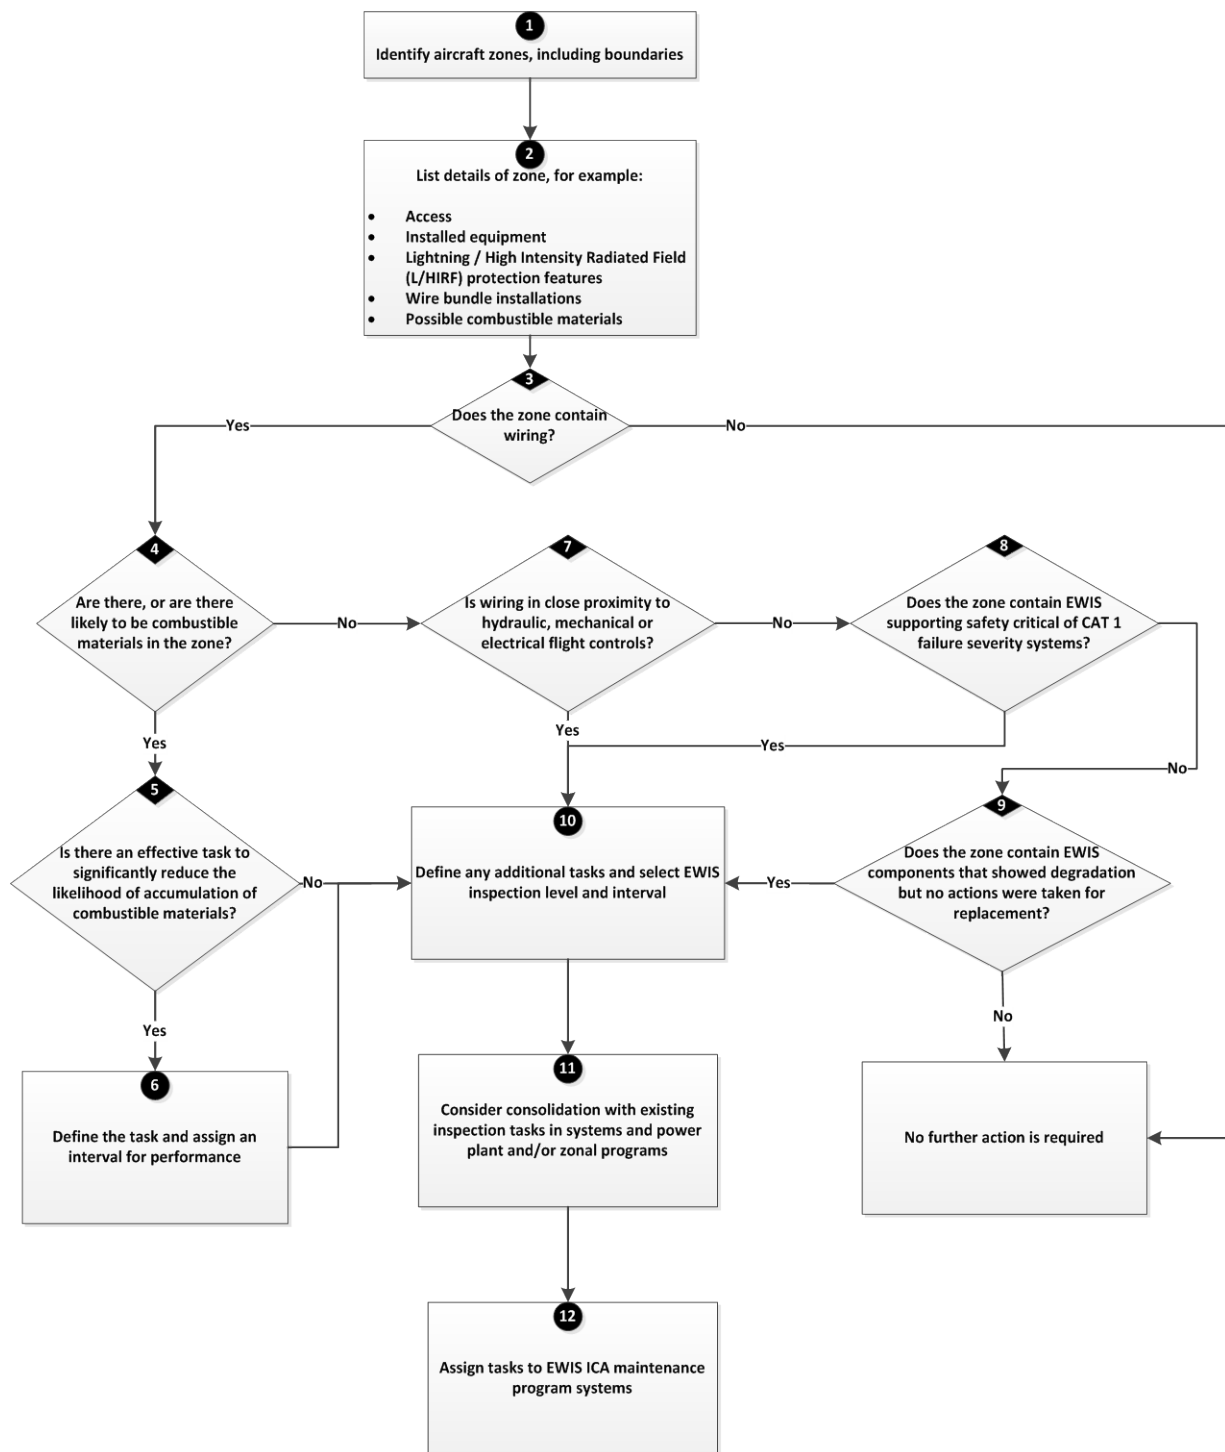 1
Identify aircraft zones, including boundaries
2
List details of zone, for example:
• Access
• Installed equipment
• Lightning / High Intensity Radiated Field
(L/HIRF) protection features
• Wire bundle installations
• Possible combustible materials
3
Does the zone contain
wiring?
Yes
No
4
Are there, or are there
likely to be combustible
materials in the zone?
No
7
Is wiring in close proximity to
hydraulic, mechanical or
electrical flight controls?
No
8
Does the zone contain EWIS
supporting safety critical of CAT 1
failure severity systems?
Yes
Yes
Yes
No
5
Is there an effective task to
significantly reduce the
likelihood of accumulation of
combustible materials?
No
10
Define any additional tasks and select EWIS
inspection level and interval
Yes
9
Does the zone contain EWIS
components that showed degradation
but no actions were taken for
replacement?
Yes
No
6
Define the task and assign an
interval for performance
11
Consider consolidation with existing
inspection tasks in systems and power
plant and/or zonal programs
No further action is required
12
Assign tasks to EWIS ICA maintenance
program systems